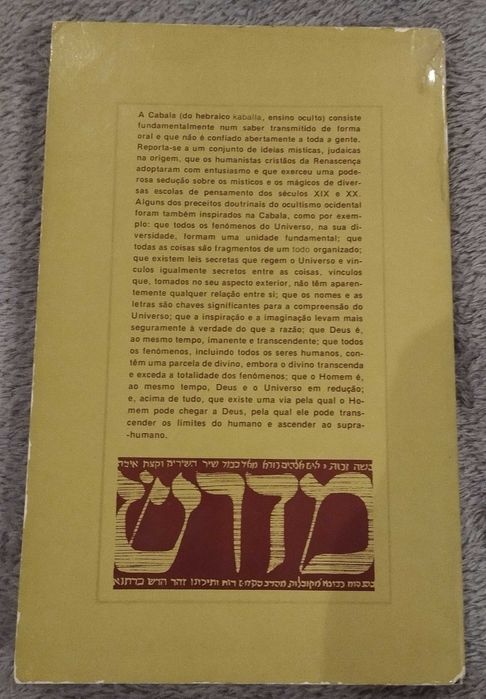 A Cabala (do hebraico kaballa, ensino oculto) consiste
fundamentalmente num saber transmitido de forma
oral e que não é confiado abertamente a toda a gente.
Reporta-se a um conjunto de ideias místicas, judaicas
na origem, que os humanistas cristãos da Renascença
adoptaram com entusiasmo e que exerceu uma pode-
rosa sedução sobre os místicos e os mágicos de diver-
sas escolas de pensamento dos séculos XIX e XX.
Alguns dos preceitos doutrinais do ocultismo ocidental
foram também inspirados na Cabala, como por exem-
plo: que todos os fenómenos do Universo, na sua di-
versidade, formam uma unidade fundamental; que
todas as coisas são fragmentos de um todo organizado;
que existem leis secretas que regem o Universo e vín-
culos igualmente secretos entre as coisas, vínculos
que, tomados no seu aspecto exterior, não têm aparen-
temente qualquer relação entre si; que os nomes e as
letras são chaves significantes para a compreensão do
Universo; que a inspiração e a imaginação levam mais
seguramente à verdade do que a razão; que Deus é,
ao mesmo tempo, imanente e transcendente; que todos
os fenómenos, incluindo todos os seres humanos, con-
têm uma parcela de divino, embora o divino transcenda
e exceda a totalidade dos fenómenos; que o Homem é,
ao mesmo tempo, Deus e o Universo em redução;
e, acima de tudo, que existe uma via pela qual o Ho-
mem pode chegar a Deus, pela qual ele pode trans-
cender os limites do humano e ascender ao supra-
-humano.
שיר השירים וקצת איכה
מדרש